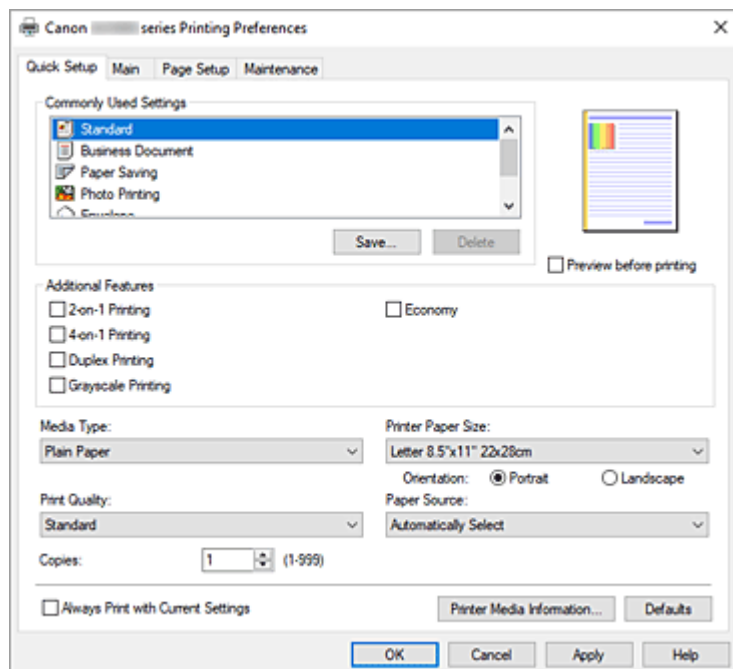 Canon series Printing Preferences
Quick Setup Main Page Setup Maintenance
Commonly Used Settings
Standard
Business Document
Paper Saving
Photo Printing
Envelope
Save... Delete
Preview before printing
Additional Features
2-on-1 Printing Economy
4-on-1 Printing
Duplex Printing
Grayscale Printing
Media Type: Printer Paper Size:
Plain Paper Letter 8.5"x11" 22x28cm
Orientation: Portrait Landscape
Print Quality: Paper Source:
Standard Automatically Select
Copies: 1 (1-999)
Always Print with Current Settings Printer Media Information... Defaults
OK Cancel Apply Help